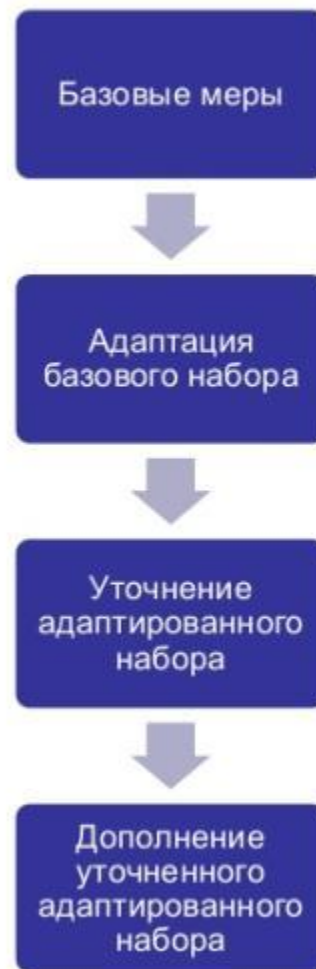 Базовые меры
Адаптация
базового набора
Уточнение
адаптированного
набора
Дополнение
уточненного
адаптированного
набора